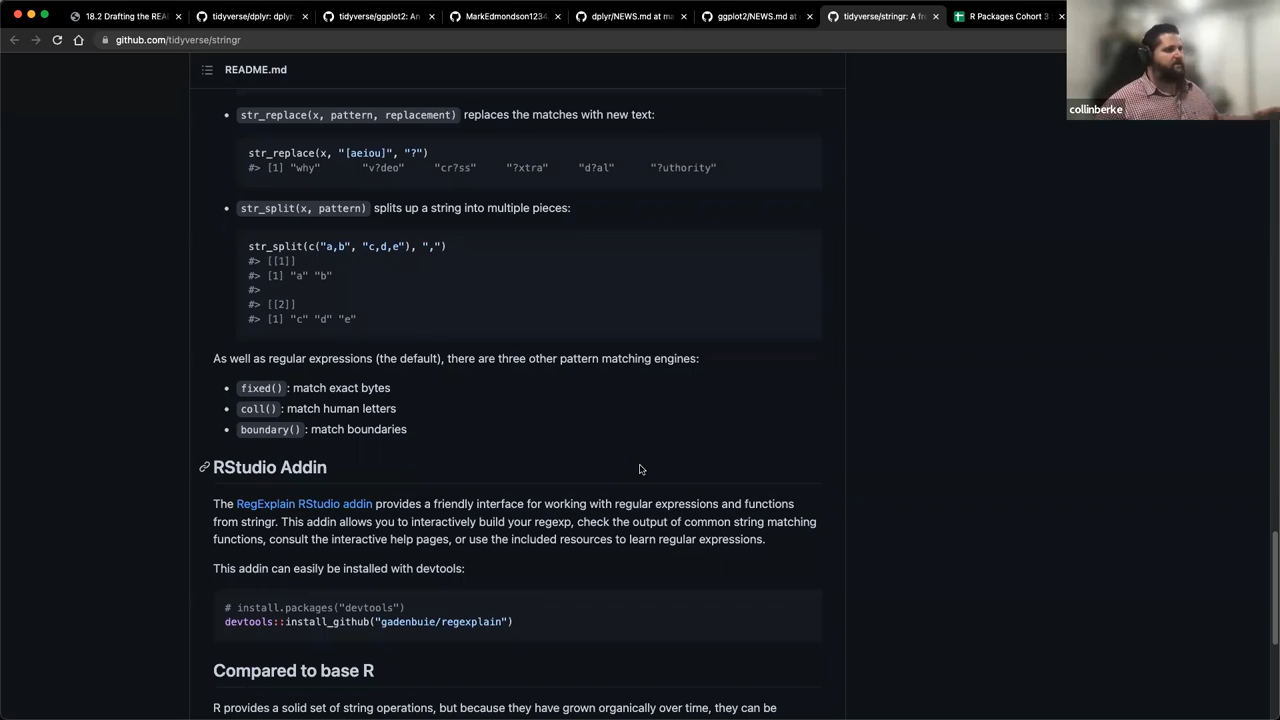 18.2 Drafting the REA
tidyverse/dplyr: dplyr
tidyverse/ggplot2: An
MarkEdmondson1234
dplyr/NEWS.md at ma
ggplot2/NEWS.md at
tidyverse/stringr: A fr
R Packages Cohort 3
github.com/tidyverse/stringr
collinberke
README.md
str_replace(x, pattern, replacement) replaces the matches with new text:
str_replace(x, "[aeiou]", "?")
#> [1] "why" "v?deo" "cr?ss" "?xtra" "d?al" "?uthority"
str_split(x, pattern) splits up a string into multiple pieces:
str_split(c("a,b", "c,d,e"), ",")
#> [[1]]
#> [1] "a" "b"
#>
#> [[2]]
#> [1] "c" "d" "e"
As well as regular expressions (the default), there are three other pattern matching engines:
fixed(): match exact bytes
coll(): match human letters
boundary(): match boundaries
RStudio Addin
The RegExplain RStudio addin provides a friendly interface for working with regular expressions and functions
from stringr. This addin allows you to interactively build your regexp, check the output of common string matching
functions, consult the interactive help pages, or use the included resources to learn regular expressions.
This addin can easily be installed with devtools:
# install.packages("devtools")
devtools::install_github("gadenbuie/regexplain")
Compared to base R
R provides a solid set of string operations, but because they have grown organically over time, they can be